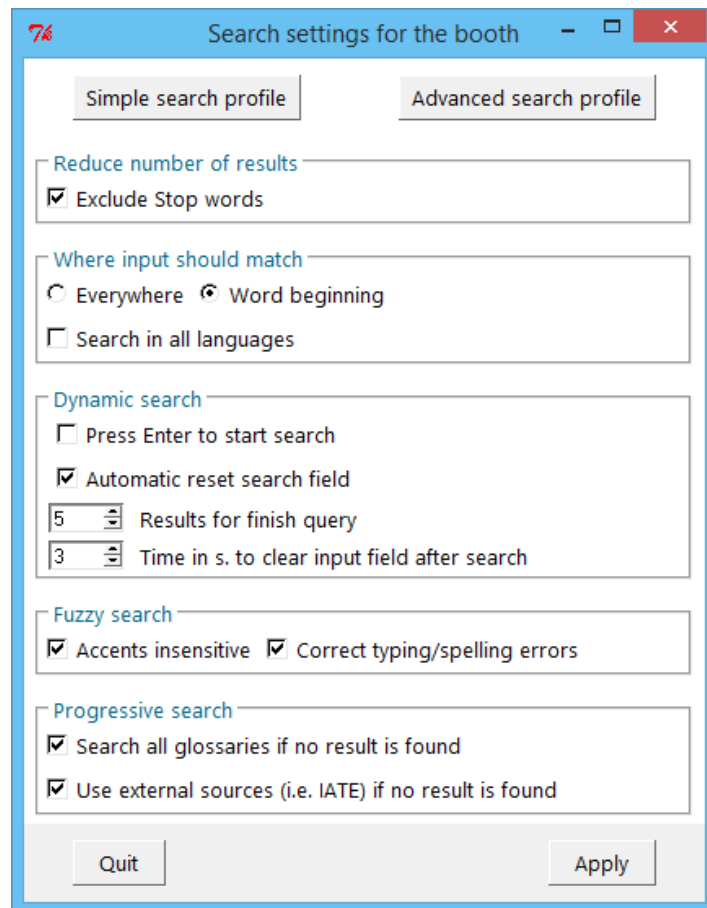 Tk Search settings for the booth
Simple search profile Advanced search profile
Reduce number of results
Exclude Stop words
Where input should match
Everywhere Word beginning
Search in all languages
Dynamic search
Press Enter to start search
Automatic reset search field
5 Results for finish query
3 Time in s. to clear input field after search
Fuzzy search
Accents insensitive Correct typing/spelling errors
Progressive search
Search all glossaries if no result is found
Use external sources (i.e. IATE) if no result is found
Quit Apply